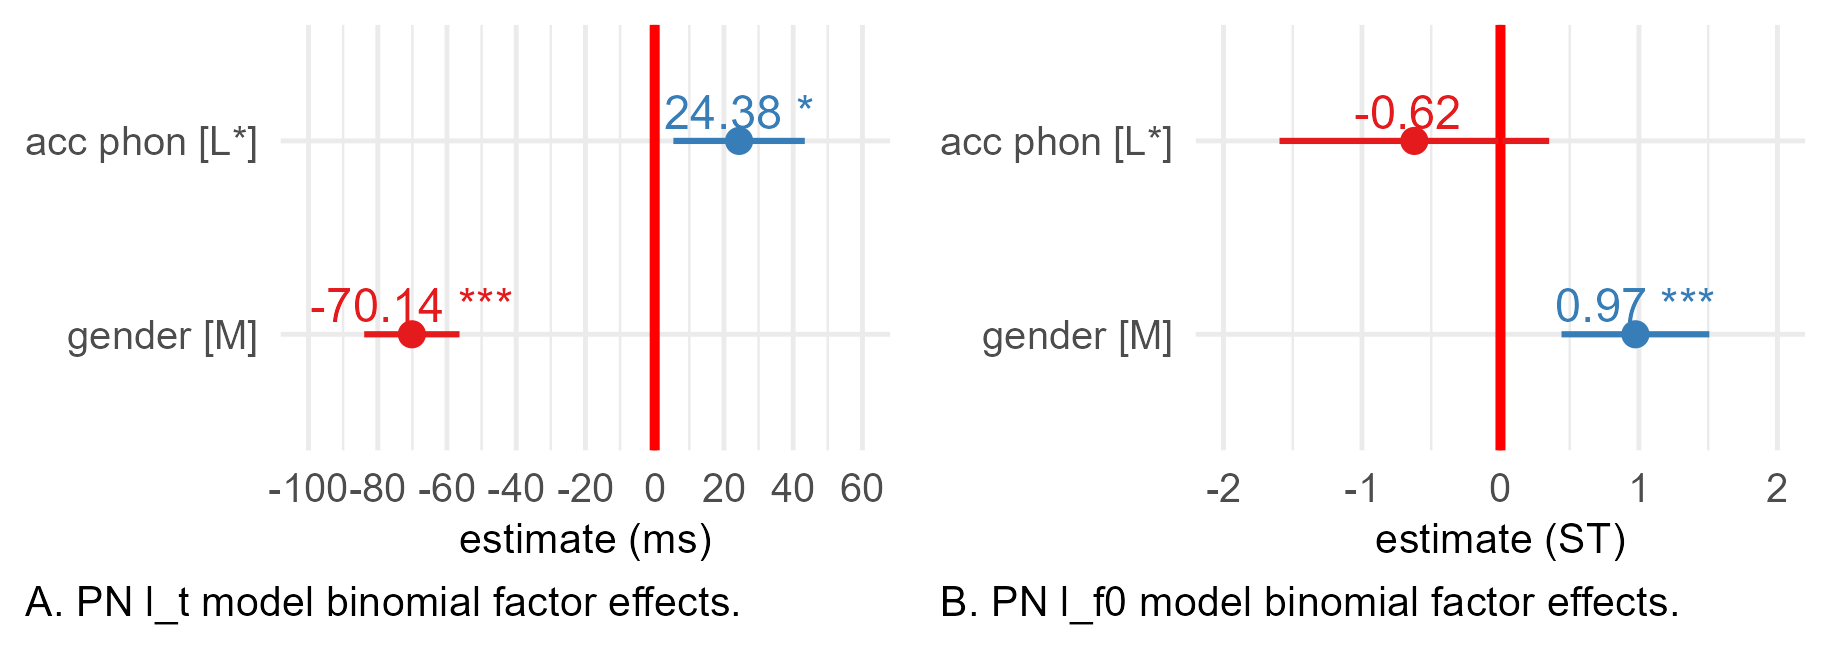 24.38 *
acc phon [L*]
-70.14 ***
gender [M]
-100 -80 -60 -40 -20 0 20 40 60
estimate (ms)
A. PN l_t model binomial factor effects.
-0.62
acc phon [L*]
0.97 ***
gender [M]
-2 -1 0 1 2
estimate (ST)
B. PN l_f0 model binomial factor effects.